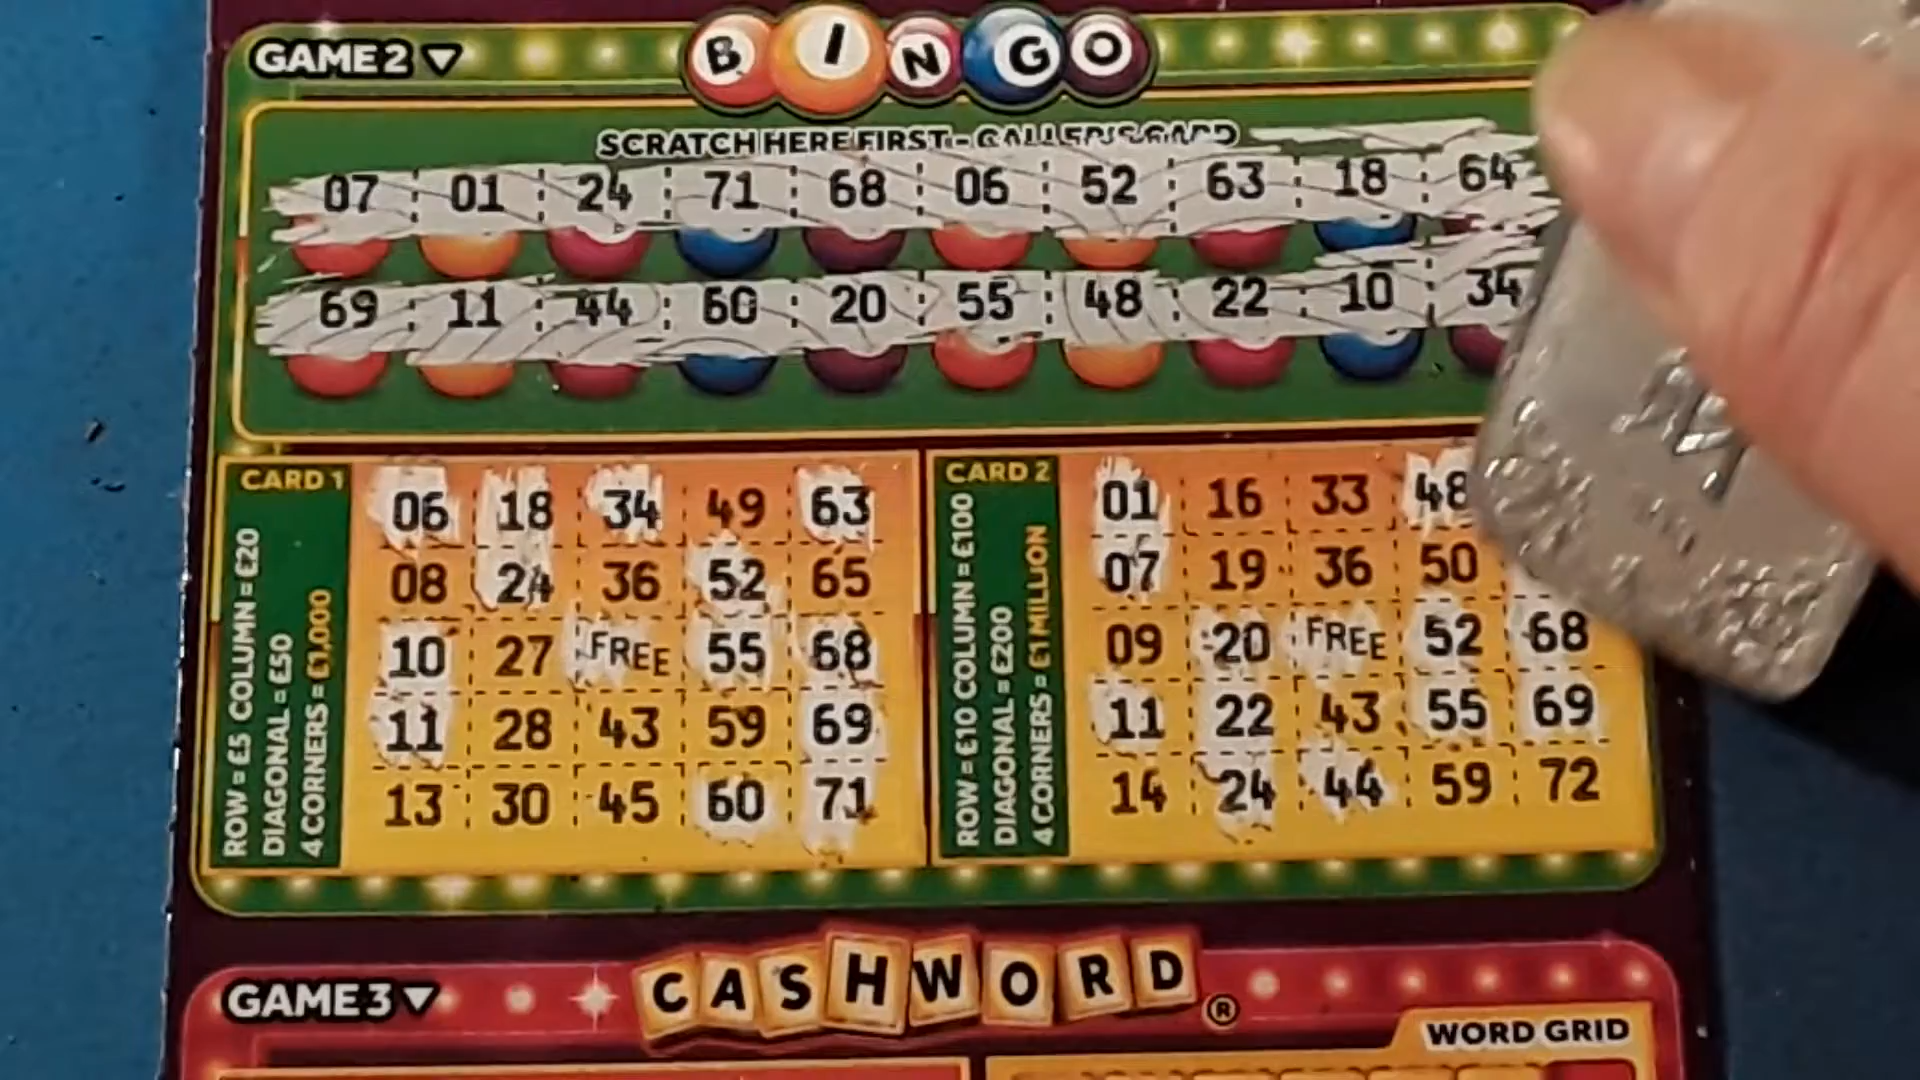 GAME 2
BINGO
SCRATCH HERE FIRST - CALLER'S CARD
07 01 24 71 68 06 52 63 18 64
69 11 44 60 20 55 48 22 10 34
CARD 1
ROW = £5 COLUMN = £20
DIAGONAL = £50
4 CORNERS = £1,000
06 18 34 49 63
08 24 36 52 65
10 27 FREE 55 68
11 28 43 59 69
13 30 45 60 71
CARD 2
ROW = £10 COLUMN = £100
DIAGONAL = £200
4 CORNERS = £1 MILLION
01 16 33 48
07 19 36 50
09 20 FREE 52 68
11 22 43 55 69
14 24 44 59 72
GAME 3
CASHWORD®
WORD GRID